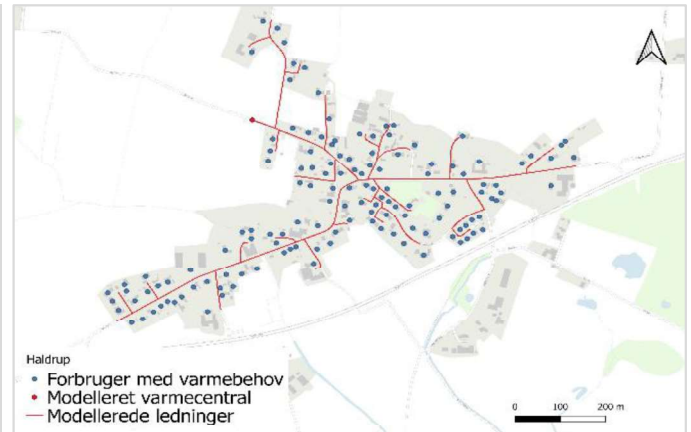 Haldrup
Forbruger med varmebehov
Modelleret varmecentral
Modellerede ledninger
0 100 200 m